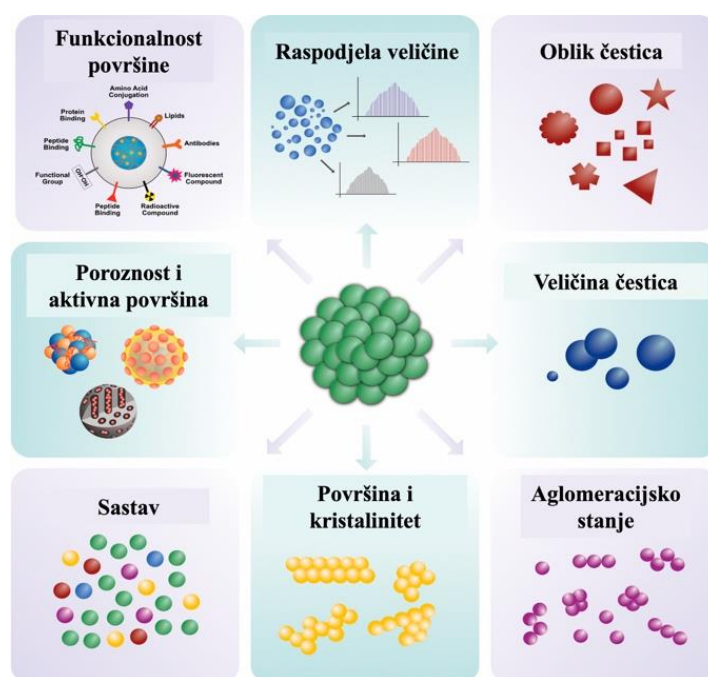 Funkcionalnost
površine
Amino Acid
Conjugation
Protein
Binding
Lipids
Peptide
Binding
Antibodies
Functional
Group
Fluorescent
Compound
Peptide
Binding
Radioactive
Compound
Raspodjela veličine
Oblik čestica
Poroznost i
aktivna površina
Veličina čestica
Sastav
Površina i
kristalinitet
Aglomeracijsko
stanje